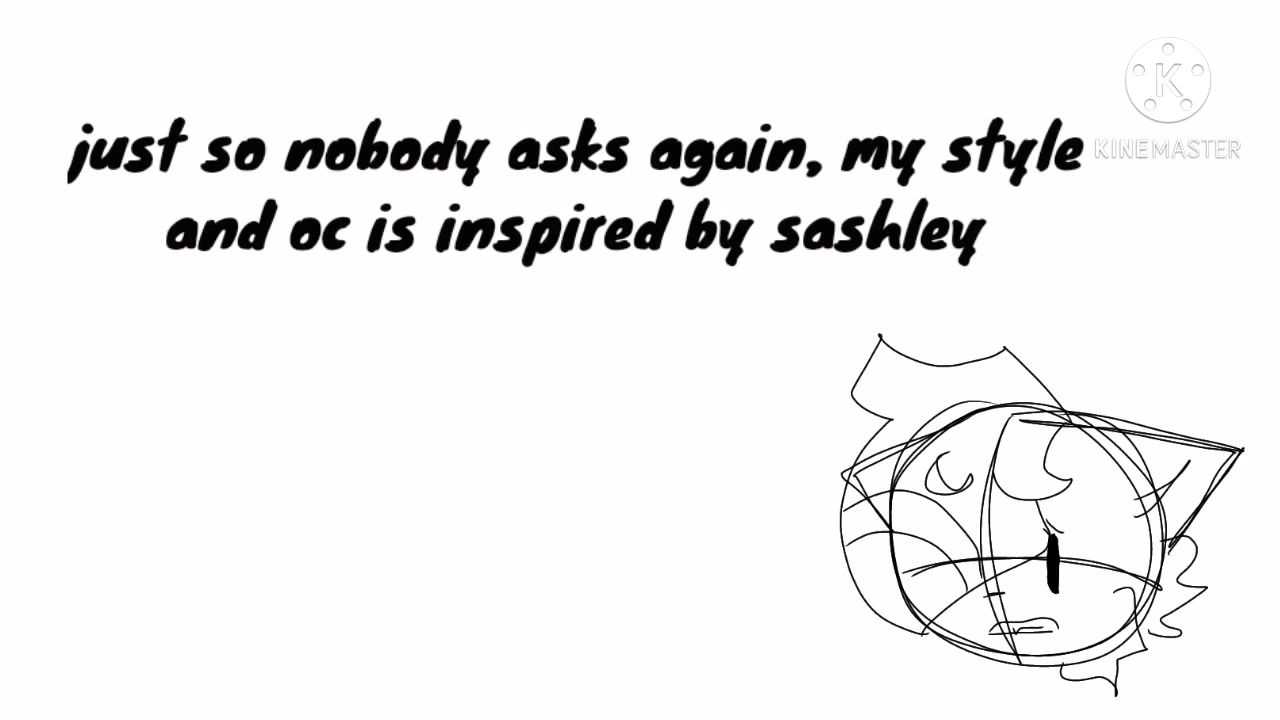 just so nobody asks again, my style
and oc is inspired by sashley
K
KINEMASTER